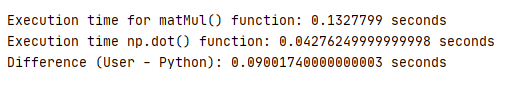 Execution time for matMul() function: 0.1327799 seconds
Execution time np.dot() function: 0.04276249999999998 seconds
Difference (User - Python): 0.09001740000000003 seconds